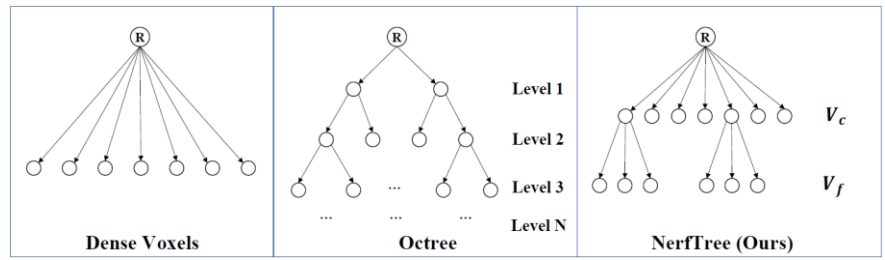 R
R
R
Level 1
Level 2
Level 3
...
... ... ...
Level N
V_c
V_f
Dense Voxels
Octree
NerfTree (Ours)